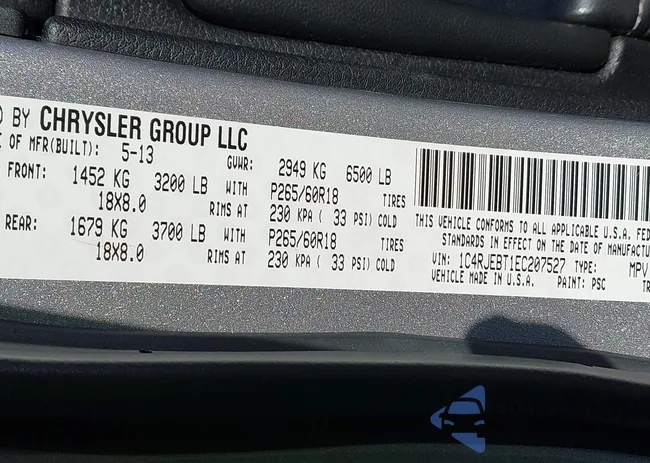 BY CHRYSLER GROUP LLC
OF MFR(BUILT): 5-13 GVWR: 2949 KG 6500 LB
FRONT: 1452 KG 3200 LB WITH P265/60R18 TIRES
18X8.0 RIMS AT 230 KPA ( 33 PSI) COLD
REAR: 1679 KG 3700 LB WITH P265/60R18 TIRES
18X8.0 RIMS AT 230 KPA ( 33 PSI) COLD
THIS VEHICLE CONFORMS TO ALL APPLICABLE U.S.A. FED
STANDARDS IN EFFECT ON THE DATE OF MANUFACTU
VIN: 1C4RJEBT1EC207527 TYPE: MPV
VEHICLE MADE IN U.S.A. PAINT: PSC TR